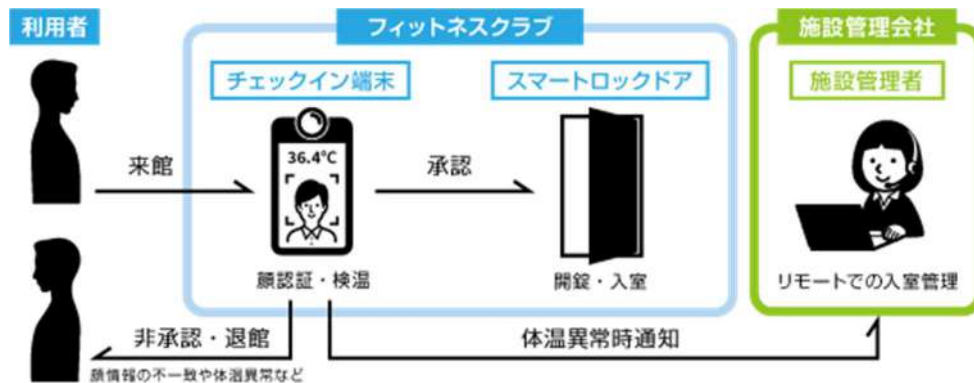 利用者
フィットネスクラブ
施設管理会社
チェックイン端末
スマートロックドア
施設管理者
36.4℃
来館
承認
顔認証・検温
開錠・入室
リモートでの入室管理
非承認・退館
体温異常時通知
顔情報の不一致や体温異常など